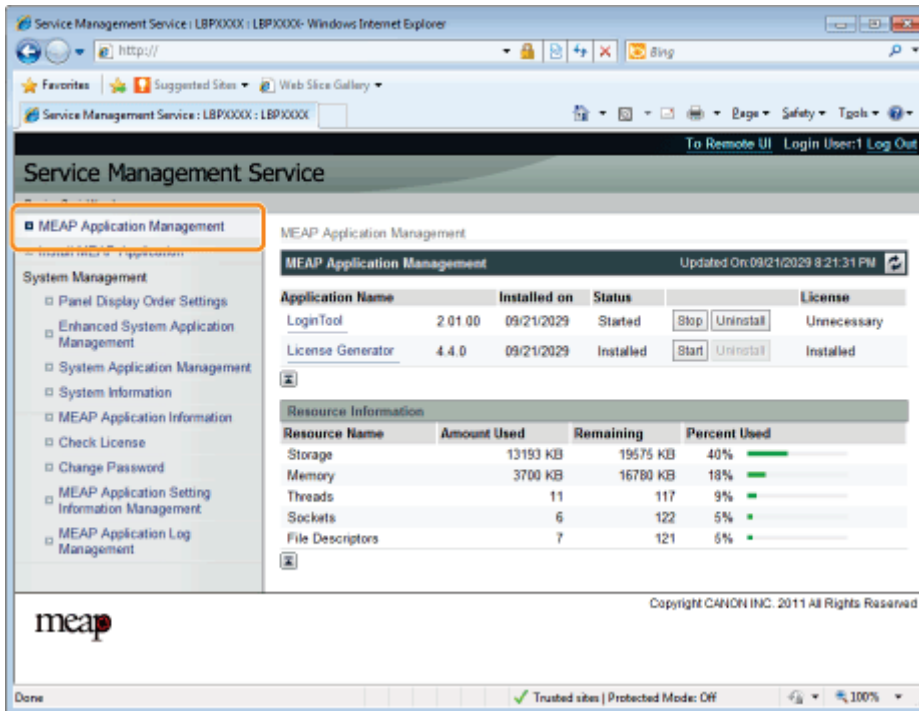 Service Management Service : LBPXXXX : LBPXXXX- Windows Internet Explorer
http://
Bing
Favorites Suggested Sites Web Slice Gallery
Service Management Service : LBPXXXX : LBPXXXX
Page Safety Tools
To Remote UI Login User:1 Log Out
Service Management Service
MEAP Application Management
Install MEAP Application
System Management
Panel Display Order Settings
Enhanced System Application
Management
System Application Management
System Information
MEAP Application Information
Check License
Change Password
MEAP Application Setting
Information Management
MEAP Application Log
Management
MEAP Application Management
MEAP Application Management Updated On:09/21/2029 8:21:31 PM
Application Name Installed on Status License
LoginTool 2.01.00 09/21/2029 Started Stop Uninstall Unnecessary
License Generator 4.4.0 09/21/2029 Installed Start Uninstall Installed
Resource Information
Resource Name Amount Used Remaining Percent Used
Storage 13193 KB 19575 KB 40%
Memory 3700 KB 16780 KB 18%
Threads 11 117 9%
Sockets 6 122 5%
File Descriptors 7 121 6%
Copyright CANON INC. 2011 All Rights Reserved
meap
Done Trusted sites | Protected Mode: Off 100%